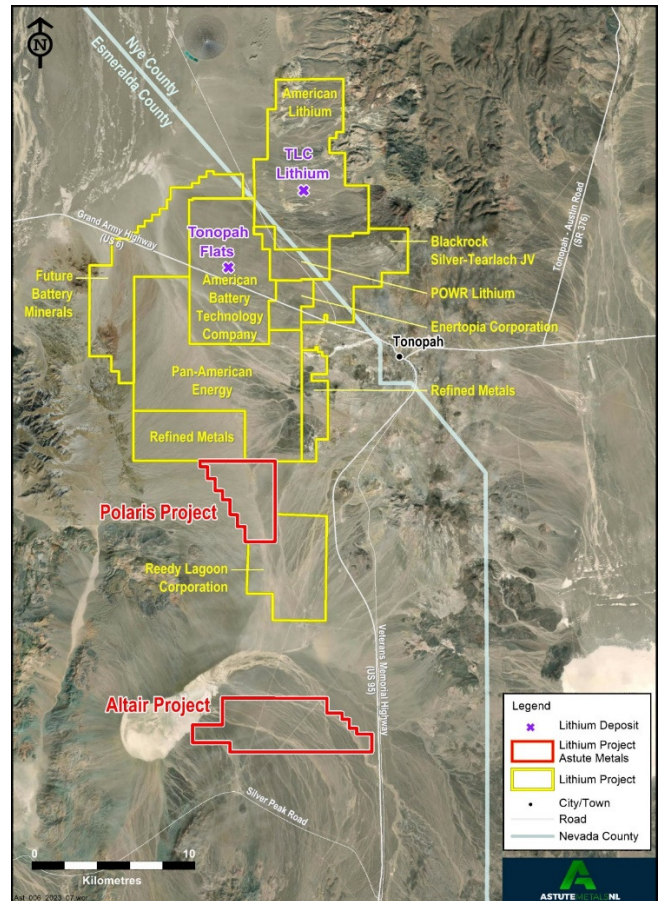 N
Nye County
Esmeralda County
American
Lithium
TLC
Lithium
Tonopah - Austin Road
(SR 376)
Grand Army Highway
(US 6)
Tonopah
Flats
Blackrock
Silver-Tearlach JV
Future
Battery
Minerals
American
Battery
Technology
Company
POWR Lithium
Enertopia Corporation
Tonopah
Pan-American
Energy
Refined Metals
Refined Metals
Polaris Project
Reedy Lagoon
Corporation
Veterans Memorial Highway
(US 95)
Altair Project
Silver Peak Road
0
10
Kilometres
Ast_006_2023_07.wor
Legend
Lithium Deposit
Lithium Project
Astute Metals
Lithium Project
City/Town
Road
Nevada County
ASTUTEMETALSNL